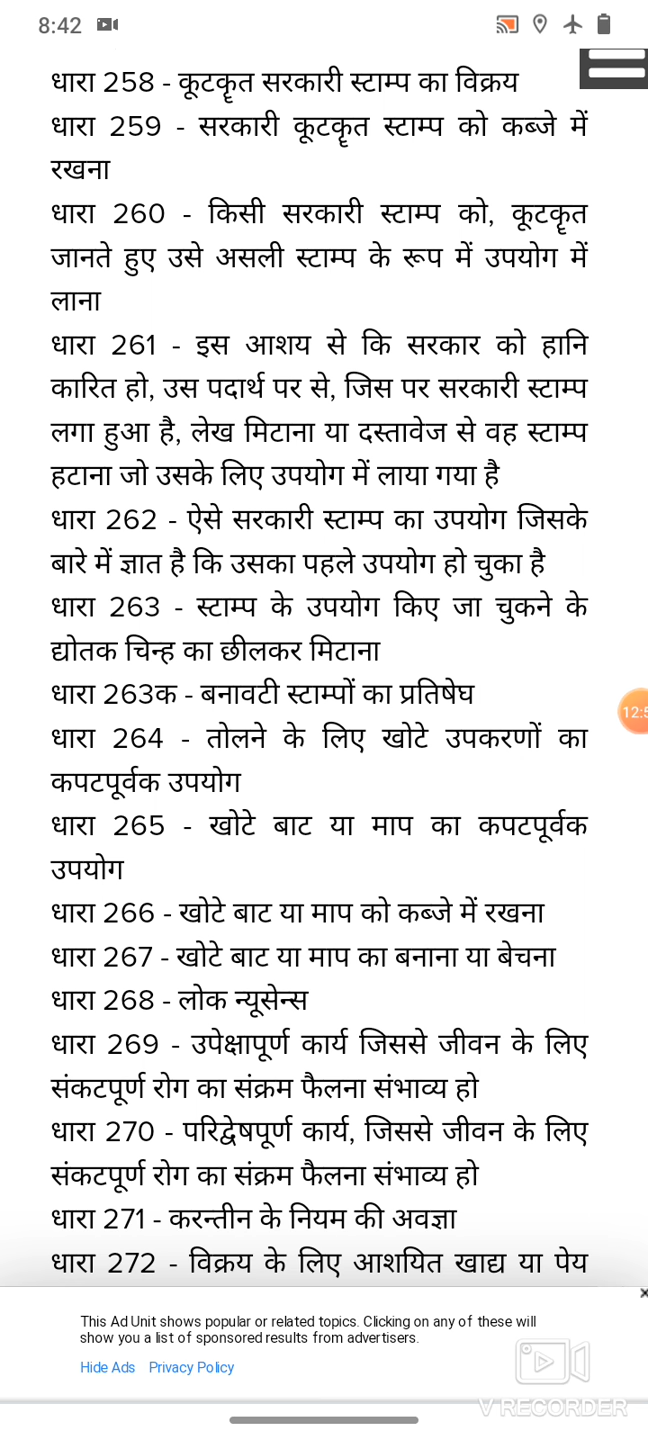 8:42
धारा 258 - कूटकृत सरकारी स्टाम्प का विक्रय
धारा 259 - सरकारी कूटकृत स्टाम्प को कब्जे में
रखना
धारा 260 - किसी सरकारी स्टाम्प को, कूटकृत
जानते हुए उसे असली स्टाम्प के रूप में उपयोग में
लाना
धारा 261 - इस आशय से कि सरकार को हानि
कारित हो, उस पदार्थ पर से, जिस पर सरकारी स्टाम्प
लगा हुआ है, लेख मिटाना या दस्तावेज से वह स्टाम्प
हटाना जो उसके लिए उपयोग में लाया गया है
धारा 262 - ऐसे सरकारी स्टाम्प का उपयोग जिसके
बारे में ज्ञात है कि उसका पहले उपयोग हो चुका है
धारा 263 - स्टाम्प के उपयोग किए जा चुकने के
द्योतक चिन्ह का छीलकर मिटाना
धारा 263क - बनावटी स्टाम्पों का प्रतिषेघ
धारा 264 - तोलने के लिए खोटे उपकरणों का
कपटपूर्वक उपयोग
धारा 265 - खोटे बाट या माप का कपटपूर्वक
उपयोग
धारा 266 - खोटे बाट या माप को कब्जे में रखना
धारा 267 - खोटे बाट या माप का बनाना या बेचना
धारा 268 - लोक न्यूसेन्स
धारा 269 - उपेक्षापूर्ण कार्य जिससे जीवन के लिए
संकटपूर्ण रोग का संक्रम फैलना संभाव्य हो
धारा 270 - परिद्वेषपूर्ण कार्य, जिससे जीवन के लिए
संकटपूर्ण रोग का संक्रम फैलना संभाव्य हो
धारा 271 - करन्तीन के नियम की अवज्ञा
धारा 272 - विक्रय के लिए आशयित खाद्य या पेय
This Ad Unit shows popular or related topics. Clicking on any of these will
show you a list of sponsored results from advertisers.
Hide Ads Privacy Policy
V RECORDER